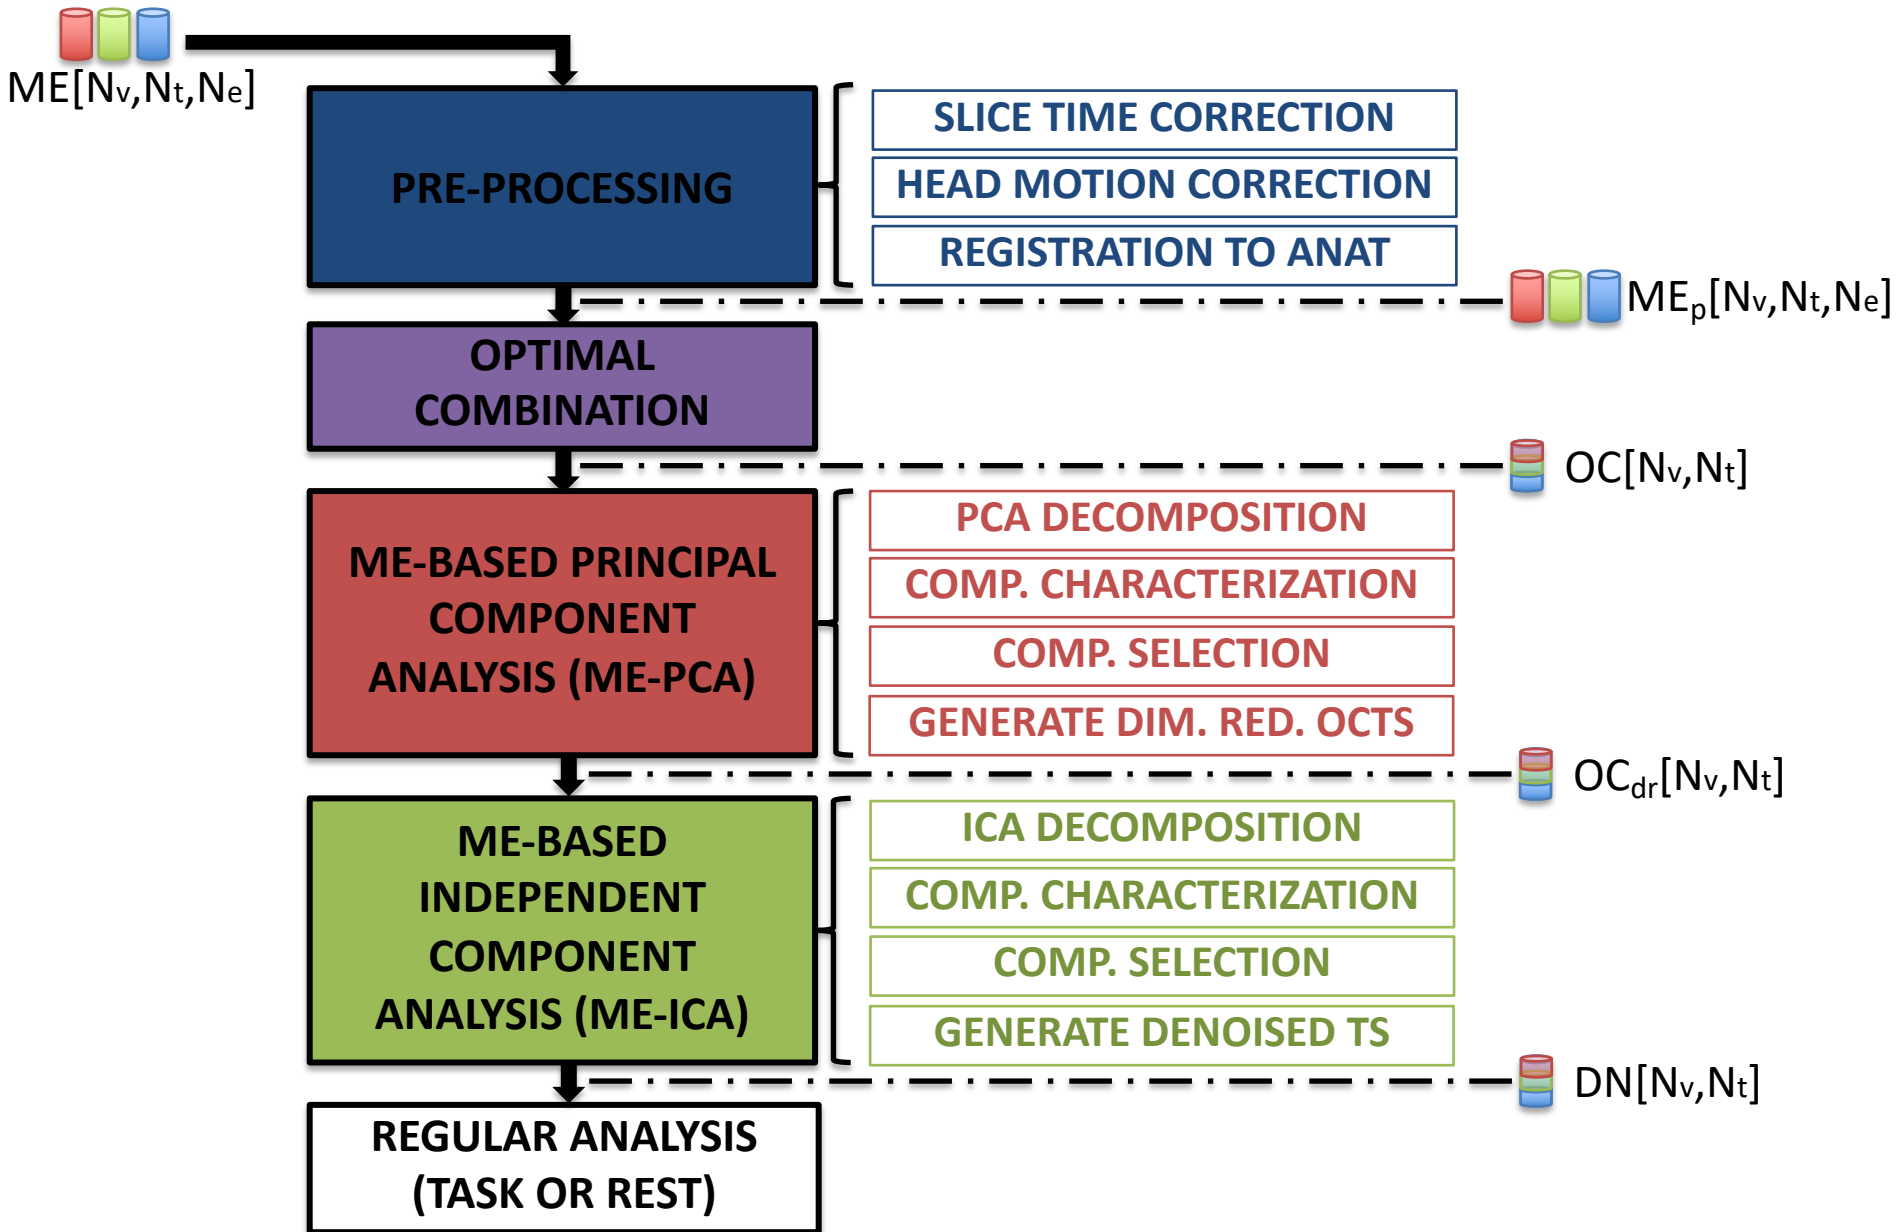 ME[Nv,Nt,Ne]
PRE-PROCESSING
SLICE TIME CORRECTION
HEAD MOTION CORRECTION
REGISTRATION TO ANAT
MEp[Nv,Nt,Ne]
OPTIMAL
COMBINATION
OC[Nv,Nt]
ME-BASED PRINCIPAL
COMPONENT
ANALYSIS (ME-PCA)
PCA DECOMPOSITION
COMP. CHARACTERIZATION
COMP. SELECTION
GENERATE DIM. RED. OCTS
OCdr[Nv,Nt]
ME-BASED
INDEPENDENT
COMPONENT
ANALYSIS (ME-ICA)
ICA DECOMPOSITION
COMP. CHARACTERIZATION
COMP. SELECTION
GENERATE DENOISED TS
DN[Nv,Nt]
REGULAR ANALYSIS
(TASK OR REST)